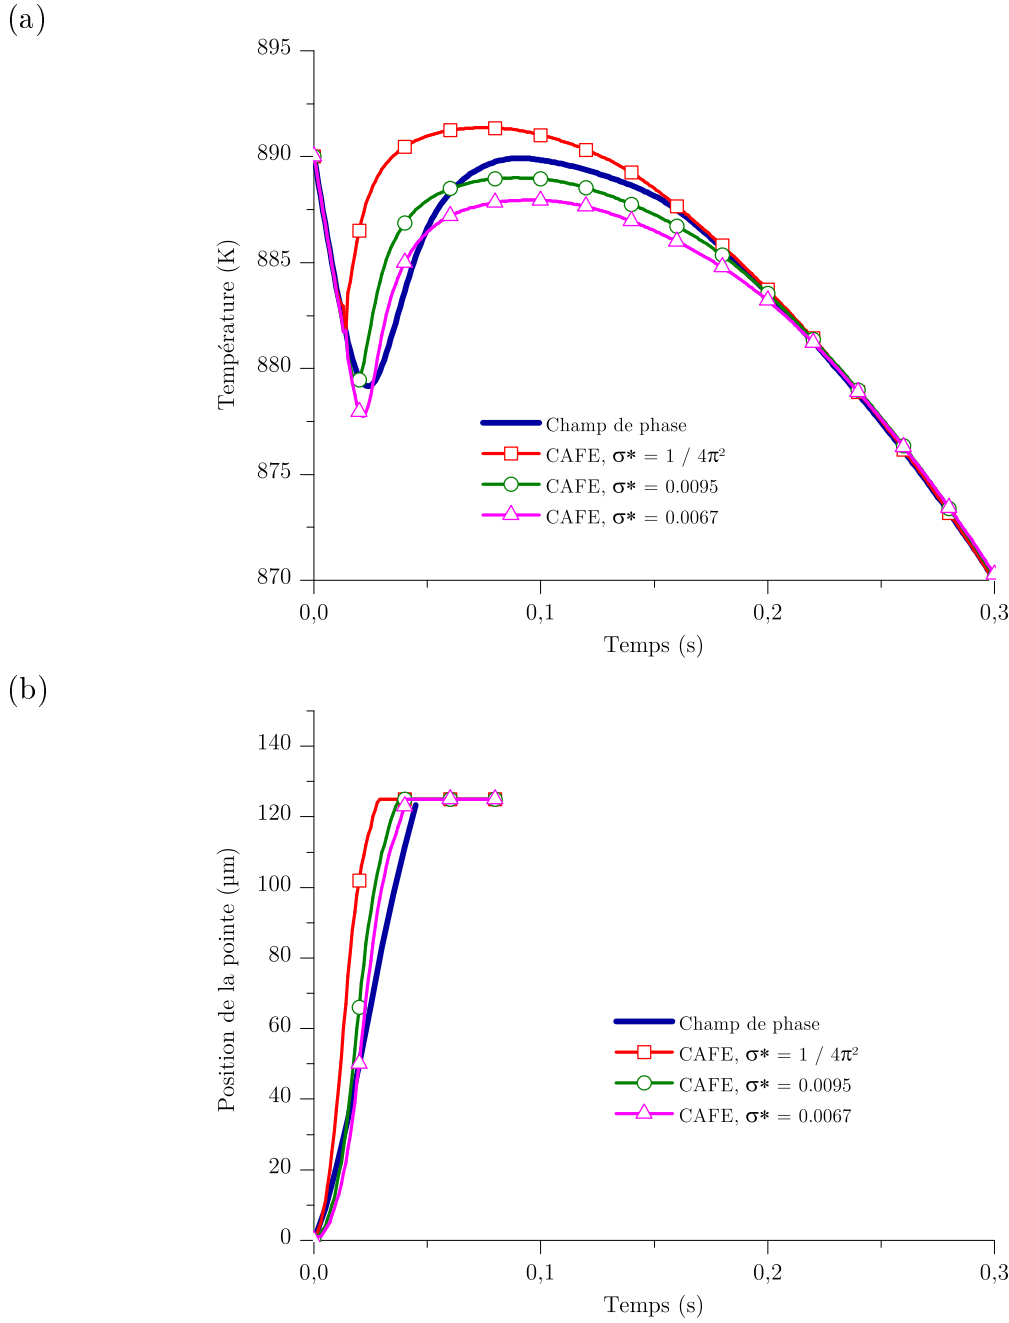 (a)
895
890
885
880
875
870
Température (K)
Champ de phase
CAFE, σ* = 1 / 4π²
CAFE, σ* = 0.0095
CAFE, σ* = 0.0067
0,0
0,1
0,2
0,3
Temps (s)
(b)
140
120
100
80
60
40
20
0
Position de la pointe (µm)
Champ de phase
CAFE, σ* = 1 / 4π²
CAFE, σ* = 0.0095
CAFE, σ* = 0.0067
0,0
0,1
0,2
0,3
Temps (s)